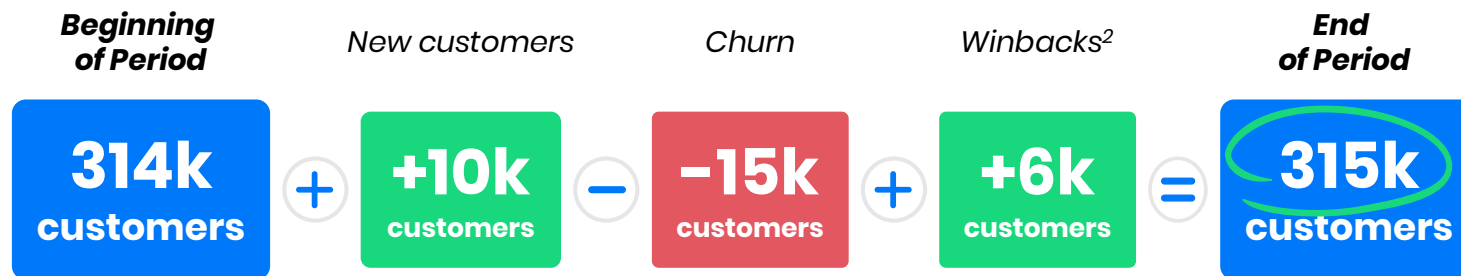 Beginning
of Period
New customers
Churn
Winbacks²
End
of Period
314k
customers
+
+10k
customers
−
-15k
customers
+
+6k
customers
=
315k
customers